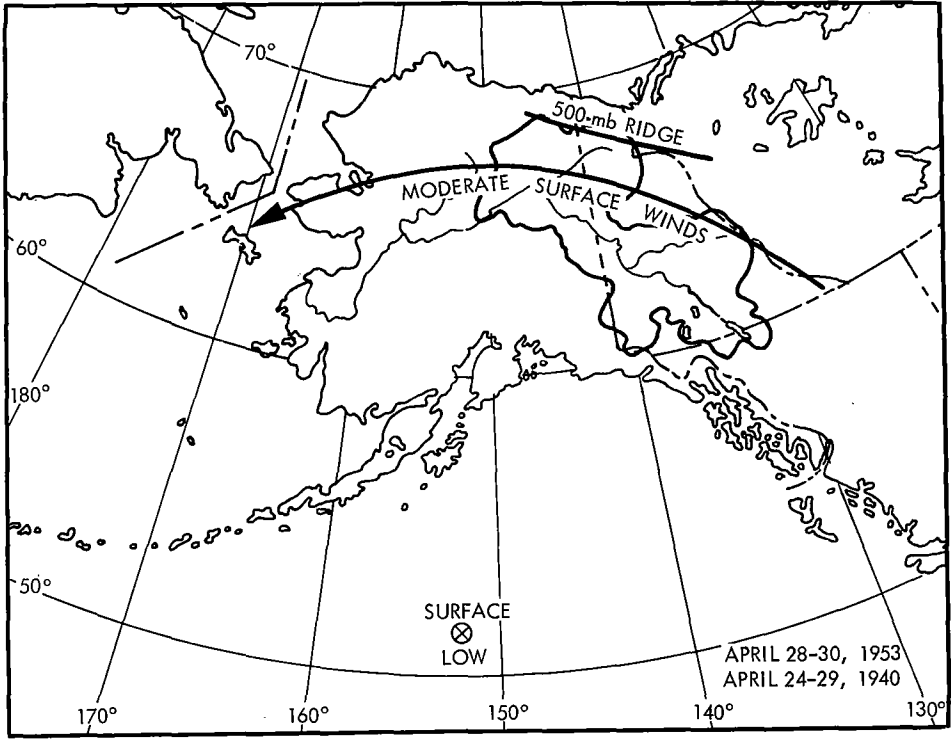 70°
500-mb RIDGE
MODERATE SURFACE WINDS
60°
180°
50°
SURFACE
LOW
APRIL 28-30, 1953
APRIL 24-29, 1940
170°
160°
150°
140°
130°